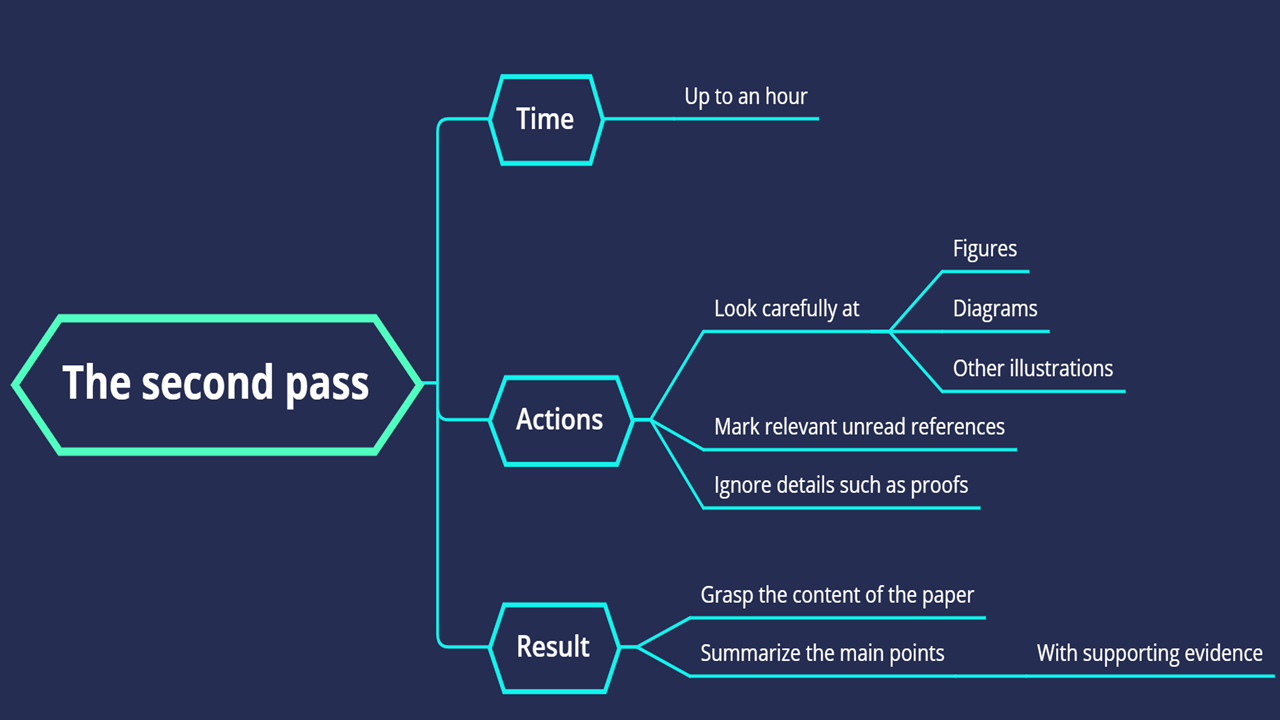 The second pass
Time
Up to an hour
Actions
Look carefully at
Figures
Diagrams
Other illustrations
Mark relevant unread references
Ignore details such as proofs
Result
Grasp the content of the paper
Summarize the main points
With supporting evidence